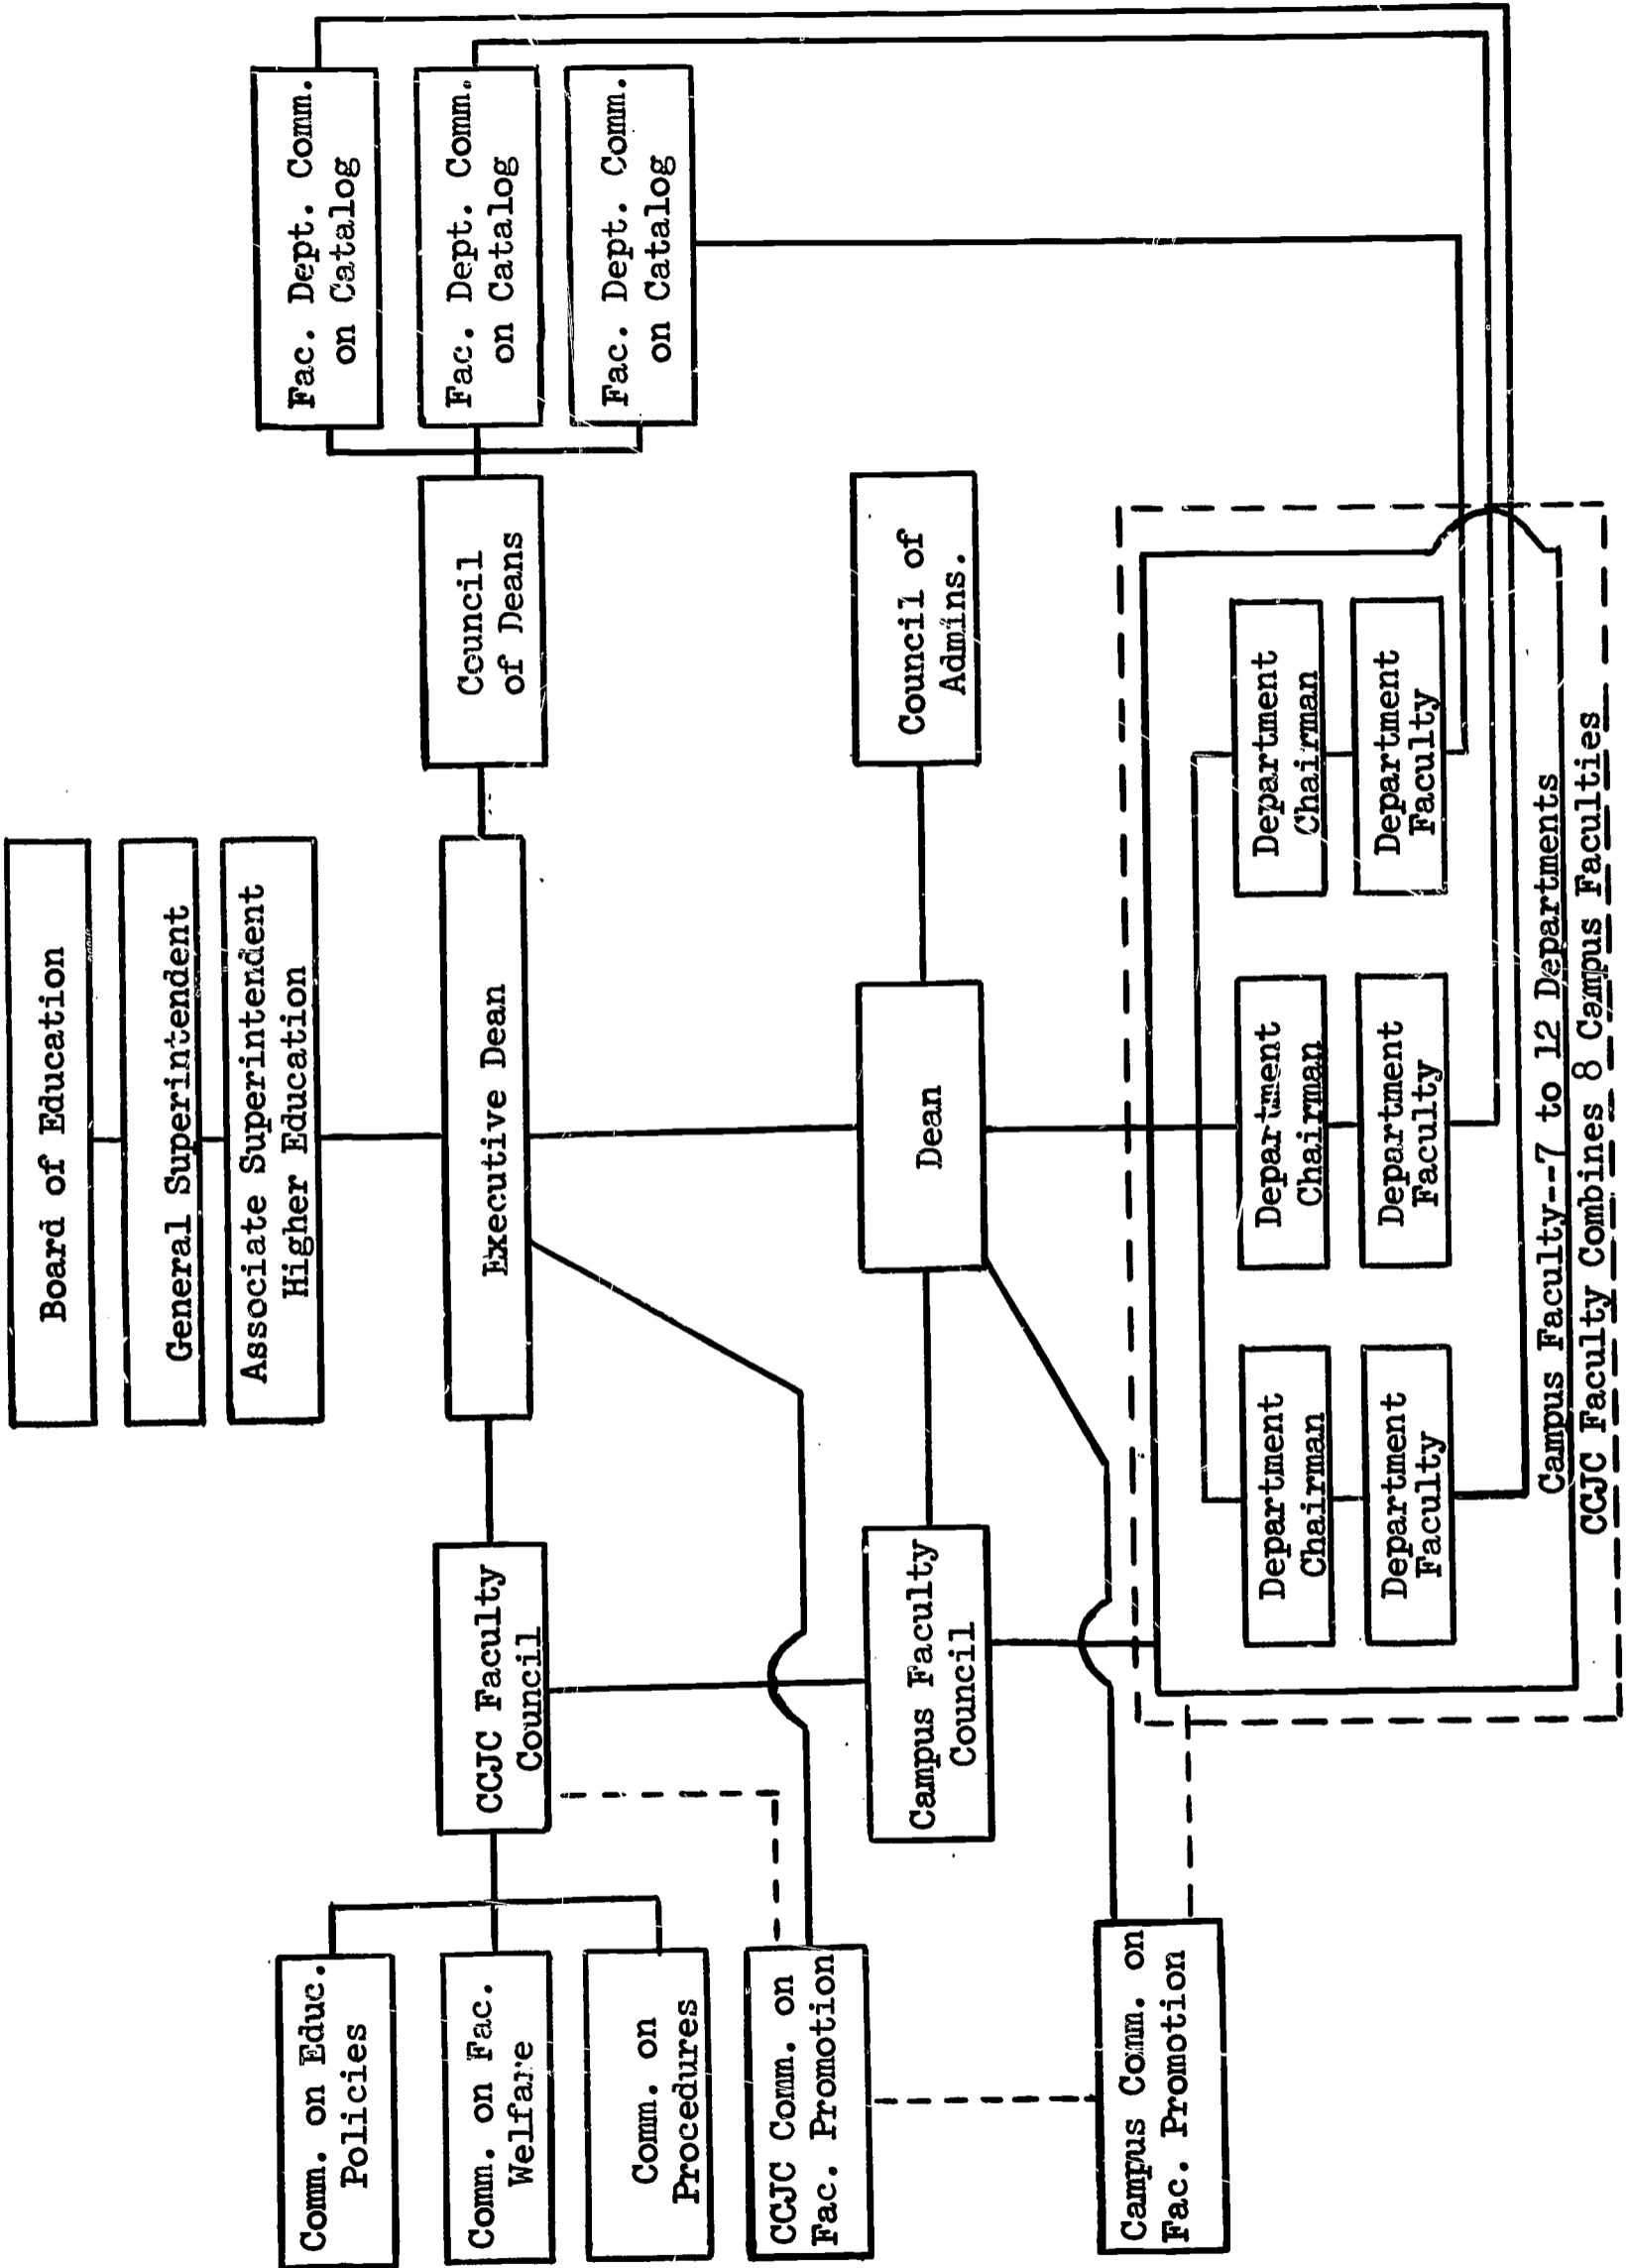 Board of Education
General Superintendent
Associate Superintendent
Higher Education
Comm. on Educ.
Policies
Comm. on Fac.
Welfare
Comm. on
Procedures
CCJC Faculty
Council
Executive Dean
Council
of Deans
Fac. Dept. Comm.
on Catalog
Fac. Dept. Comm.
on Catalog
Fac. Dept. Comm.
on Catalog
CCJC Comm. on
Fac. Promotion
Campus Faculty
Council
Dean
Council of
Admins.
Campus Comm. on
Fac. Promotion
Department
Chairman
Department
Chairman
Department
Chairman
Department
Faculty
Department
Faculty
Department
Faculty
Campus Faculty--7 to 12 Departments
CCJC Faculty Combines 8 Campus Faculties